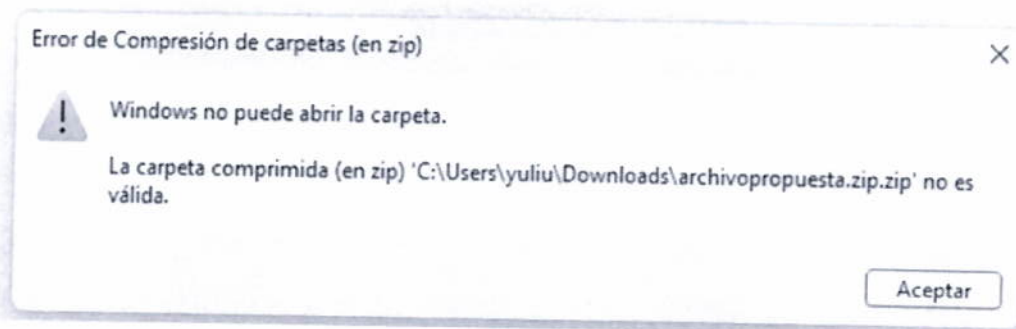 Error de Compresión de carpetas (en zip)
Windows no puede abrir la carpeta.
La carpeta comprimida (en zip) 'C:\Users\yuliu\Downloads\archivopropuesta.zip.zip' no es
válida.
Aceptar